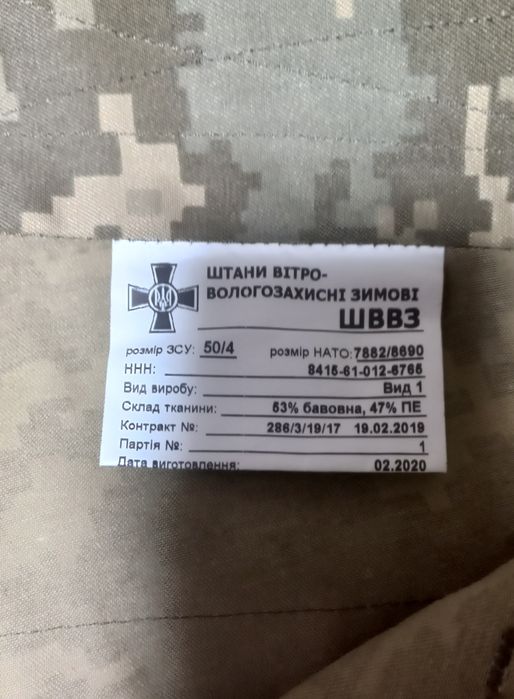 ШТАНИ ВІТРО-
ВОЛОГОЗАХИСНІ ЗИМОВІ
ШВВЗ
розмір ЗСУ: 50/4 розмір НАТО: 7882/8690
ННН: 8415-61-012-6766
Вид виробу: Вид 1
Склад тканини: 53% бавовна, 47% ПЕ
Контракт №: 286/3/19/17 19.02.2019
Партія №: 1
Дата виготовлення: 02.2020